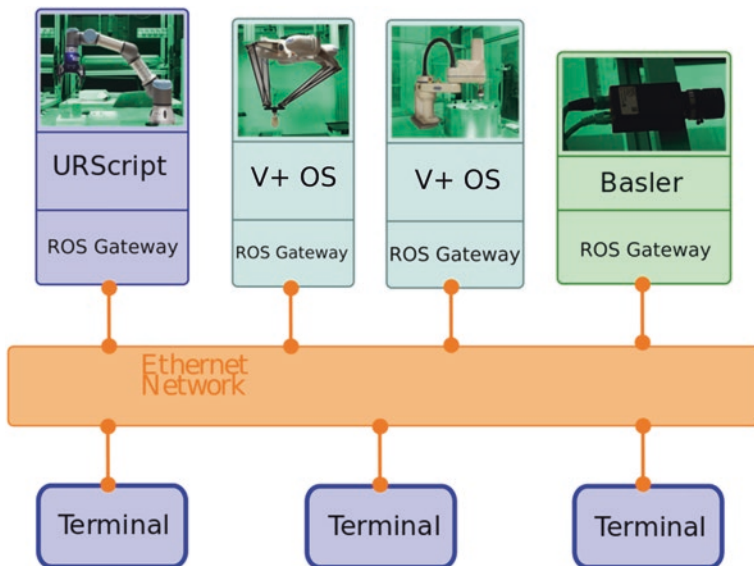 URScript
V+ OS
V+ OS
Basler
ROS Gateway
ROS Gateway
ROS Gateway
ROS Gateway
Ethernet
Network
Terminal
Terminal
Terminal